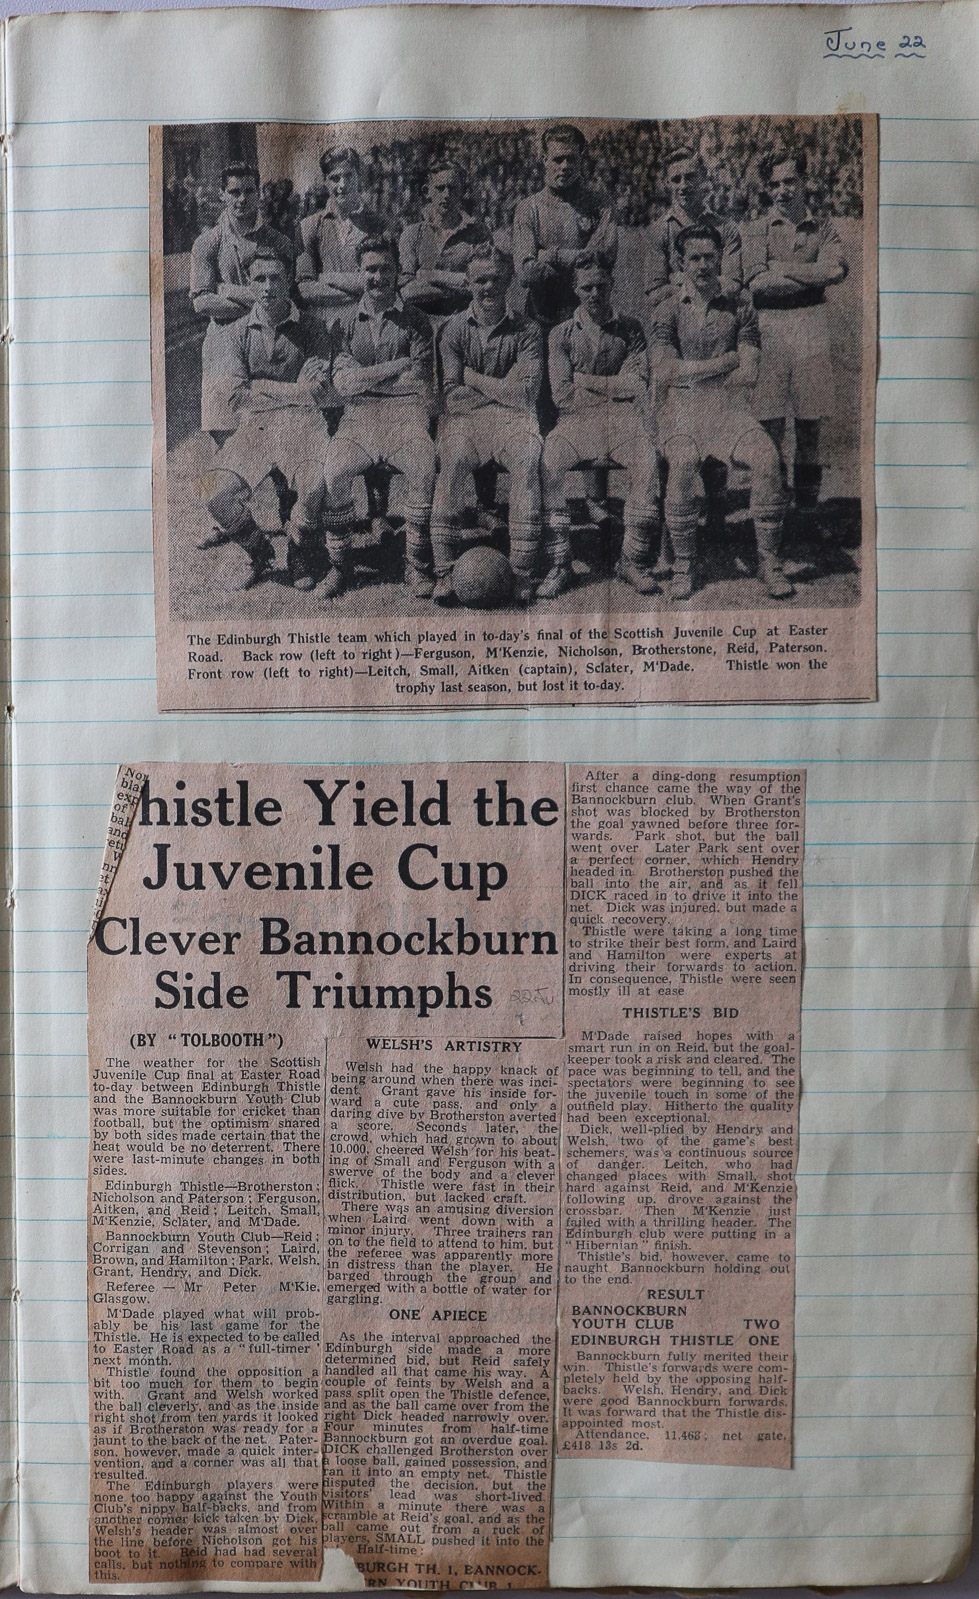 June 22
The Edinburgh Thistle team which played in to-day's final of the Scottish Juvenile Cup at Easter
Road. Back row (left to right)—Ferguson, M'Kenzie, Nicholson, Brotherstone, Reid, Paterson.
Front row (left to right)—Leitch, Small, Aitken (captain), Sclater, M'Dade. Thistle won the
trophy last season, but lost it to-day.
histle Yield the
Juvenile Cup
Clever Bannockburn
Side Triumphs
(BY "TOLBOOTH")
The weather for the Scottish
Juvenile Cup final at Easter Road
to-day between Edinburgh Thistle
and the Bannockburn Youth Club
was more suitable for cricket than
football, but the optimism shared
by both sides made certain that the
heat would be no deterrent. There
were last-minute changes in both
sides.
Edinburgh Thistle—Brotherston;
Nicholson and Paterson; Ferguson,
Aitken, and Reid; Leitch, Small,
M'Kenzie, Sclater, and M'Dade.
Bannockburn Youth Club—Reid;
Corrigan and Stevenson; Laird,
Brown, and Hamilton; Park, Welsh,
Grant, Hendry, and Dick.
Referee — Mr Peter M'Kie,
Glasgow.
M'Dade played what will prob-
ably be his last game for the
Thistle. He is expected to be called
to Easter Road as a "full-timer"
next month.
Thistle found the opposition a
bit too much for them to begin
with. Grant and Welsh worked
the ball cleverly, and as the inside
right shot from ten yards it looked
as if Brotherston was ready for a
jaunt to the back of the net. Pater-
son, however, made a quick inter-
vention, and a corner was all that
resulted.
The Edinburgh players were
none too happy against the Youth
Club's nippy half-backs, and from
another corner kick taken by Dick,
Welsh's header was almost over
the line before Nicholson got his
boot to it. Reid had had several
calls, but nothing to compare with
this.
WELSH'S ARTISTRY
Welsh had the happy knack of
being around when there was inci-
dent. Grant gave his inside for-
ward a cute pass, and only a
daring dive by Brotherston averted
a score. Seconds later, the
crowd, which had grown to about
10,000, cheered Welsh for his beat-
ing of Small and Ferguson with a
swerve of the body and a clever
flick. Thistle were fast in their
distribution, but lacked craft.
There was an amusing diversion
when Laird went down with a
minor injury. Three trainers ran
on to the field to attend to him, but
the referee was apparently more
in distress than the player. He
barged through the group and
emerged with a bottle of water for
gargling.
ONE APIECE
As the interval approached the
Edinburgh side made a more
determined bid, but Reid safely
handled all that came his way. A
couple of feints by Welsh and a
pass split open the Thistle defence
and as the ball came over from the
right Dick headed narrowly over.
Four minutes from half-time
Bannockburn got an overdue goal.
DICK challenged Brotherston over
a loose ball, gained possession, and
ran it into an empty net. Thistle
disputed the decision, but the
visitors' lead was short-lived.
Within a minute there was a
scramble at Reid's goal, and as the
ball came out from a ruck of
players, SMALL pushed it into the
Half-time:
BURGH TH. 1, BANNOCK-
RN YOUTH CLUB 1
After a ding-dong resumption
first chance came the way of the
Bannockburn club. When Grant's
shot was blocked by Brotherston
the goal yawned before three for-
wards. Park shot, but the ball
went over. Later Park sent over
a perfect corner, which Hendry
headed in. Brotherston pushed the
ball into the air, and as it fell
DICK raced in to drive it into the
net. Dick was injured, but made a
quick recovery.
Thistle were taking a long time
to strike their best form, and Laird
and Hamilton were experts at
driving their forwards to action.
In consequence, Thistle were seen
mostly ill at ease
THISTLE'S BID
M'Dade raised hopes with a
smart run in on Reid, but the goal-
keeper took a risk and cleared. The
pace was beginning to tell, and the
spectators were beginning to see
the juvenile touch in some of the
outfield play. Hitherto the quality
had been exceptional.
Dick, well-plied by Hendry and
Welsh, two of the game's best
schemers, was a continuous source
of danger. Leitch, who had
changed places with Small, shot
hard against Reid, and M'Kenzie
following up, drove against the
crossbar. Then M'Kenzie just
failed with a thrilling header. The
Edinburgh club were putting in a
"Hibernian" finish.
Thistle's bid, however, came to
naught Bannockburn holding out
to the end.
RESULT
BANNOCKBURN
YOUTH CLUB TWO
EDINBURGH THISTLE ONE
Bannockburn fully merited their
win. Thistle's forwards were com-
pletely held by the opposing half-
backs. Welsh, Hendry, and Dick
were good Bannockburn forwards.
It was forward that the Thistle dis-
appointed most.
Attendance, 11,468; net gate,
£418 13s 2d.